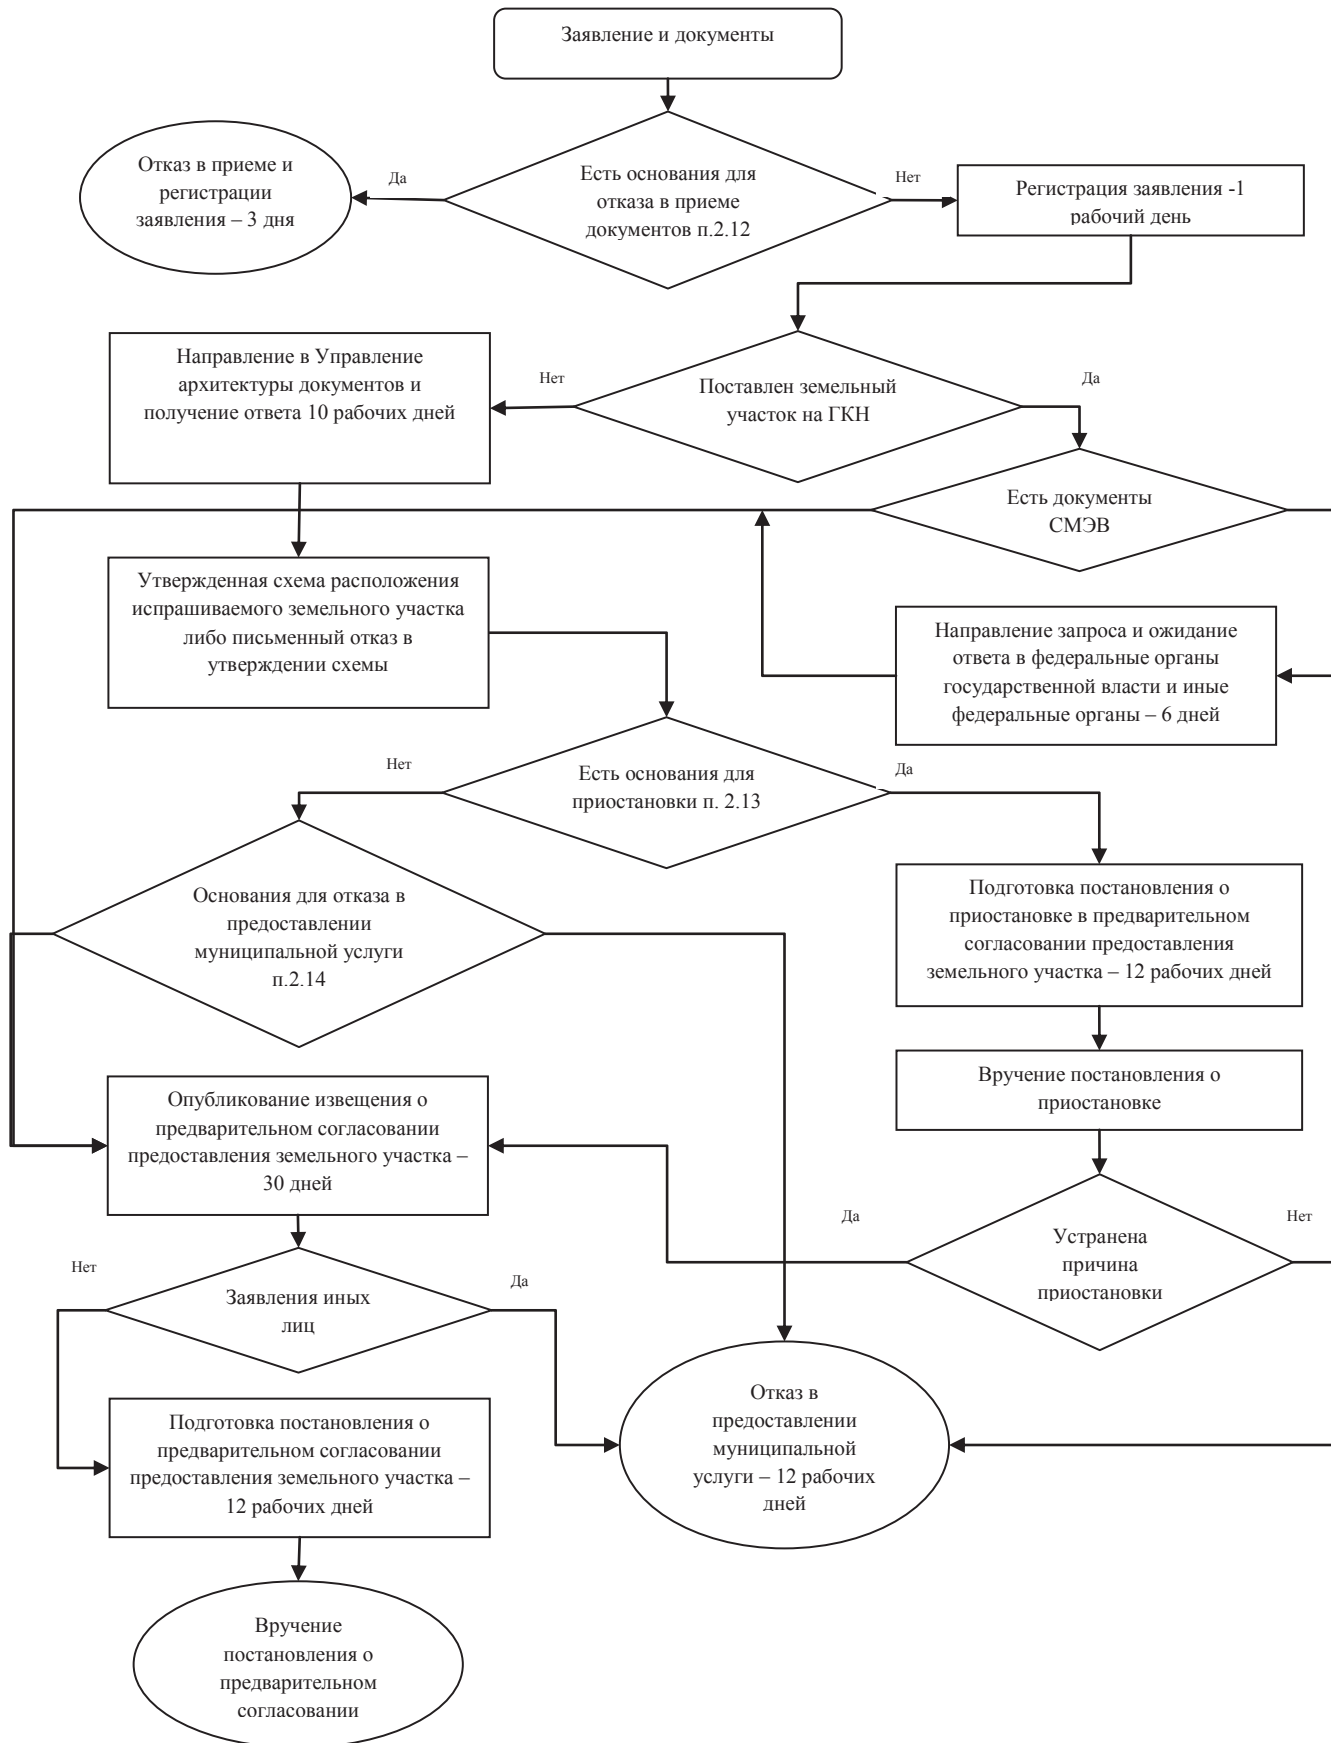 Заявление и документы
Отказ в приеме и
регистрации
заявления – 3 дня
Да
Есть основания для
отказа в приеме
документов п.2.12
Нет
Регистрация заявления -1
рабочий день
Направление в Управление
архитектуры документов и
получение ответа 10 рабочих дней
Нет
Поставлен земельный
участок на ГКН
Да
Есть документы
СМЭВ
Утвержденная схема расположения
испрашиваемого земельного участка
либо письменный отказ в
утверждении схемы
Направление запроса и ожидание
ответа в федеральные органы
государственной власти и иные
федеральные органы – 6 дней
Нет
Есть основания для
приостановки п. 2.13
Да
Основания для отказа в
предоставлении
муниципальной услуги
п.2.14
Подготовка постановления о
приостановке в предварительном
согласовании предоставления
земельного участка – 12 рабочих дней
Вручение постановления о
приостановке
Опубликование извещения о
предварительном согласовании
предоставления земельного участка –
30 дней
Да
Устранена
причина
приостановки
Нет
Нет
Заявления иных
лиц
Да
Отказ в
предоставлении
муниципальной
услуги – 12 рабочих
дней
Подготовка постановления о
предварительном согласовании
предоставления земельного участка –
12 рабочих дней
Вручение
постановления о
предварительном
согласовании